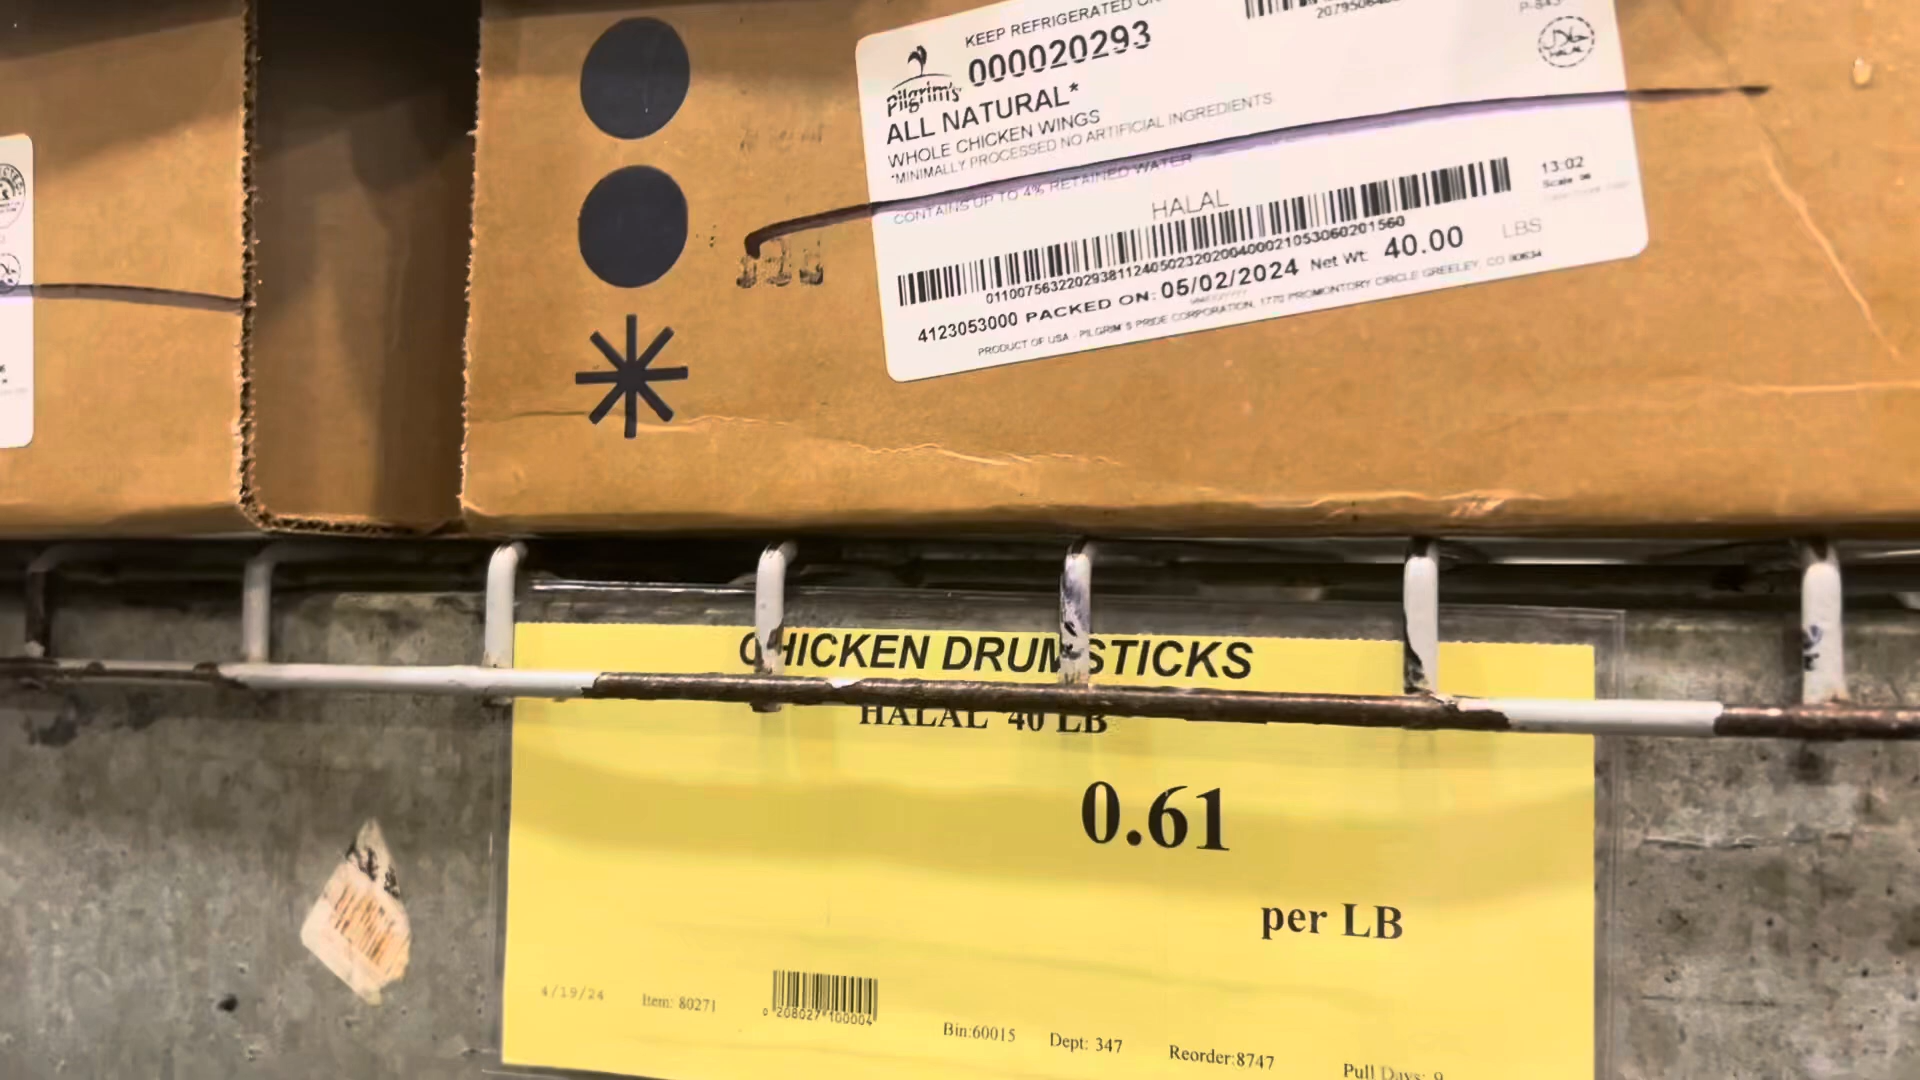 KEEP REFRIGERATED
000020293
Pilgrim's
ALL NATURAL*
WHOLE CHICKEN WINGS
*MINIMALLY PROCESSED NO ARTIFICIAL INGREDIENTS
CONTAINS UP TO 4% RETAINED WATER
HALAL
13:02
4123053000 PACKED ON: 05/02/2024 Net Wt: 40.00 LBS
PRODUCT OF USA - PILGRIM'S PRIDE CORPORATION, 1770 PROMONTORY CIRCLE GREELEY, CO 80634
CHICKEN DRUMSTICKS
HALAL 40 LB
0.61
per LB
4/19/24 Item: 80271
0 208027 100004
Bin:60015 Dept: 347 Reorder:8747 Pull Days: 9